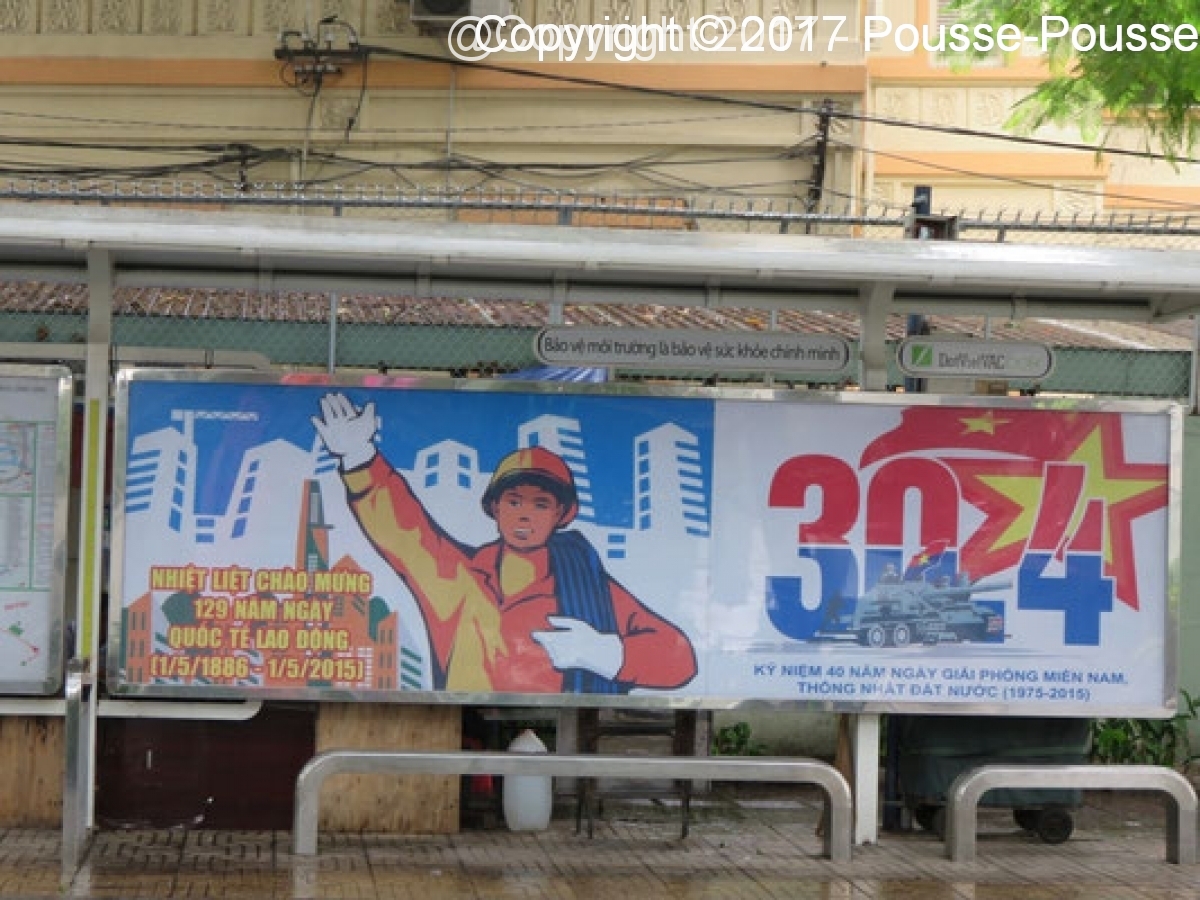 Copyright © 2017 Pousse-Pousse
Bảo vệ môi trường là bảo vệ sức khỏe chính mình
DatVietVAC
NHIỆT LIỆT CHÀO MỪNG
129 NĂM NGÀY
QUỐC TẾ LAO ĐỘNG
(1/5/1886 - 1/5/2015)
30 4
KỶ NIỆM 40 NĂM NGÀY GIẢI PHÓNG MIỀN NAM,
THỐNG NHẤT ĐẤT NƯỚC (1975-2015)